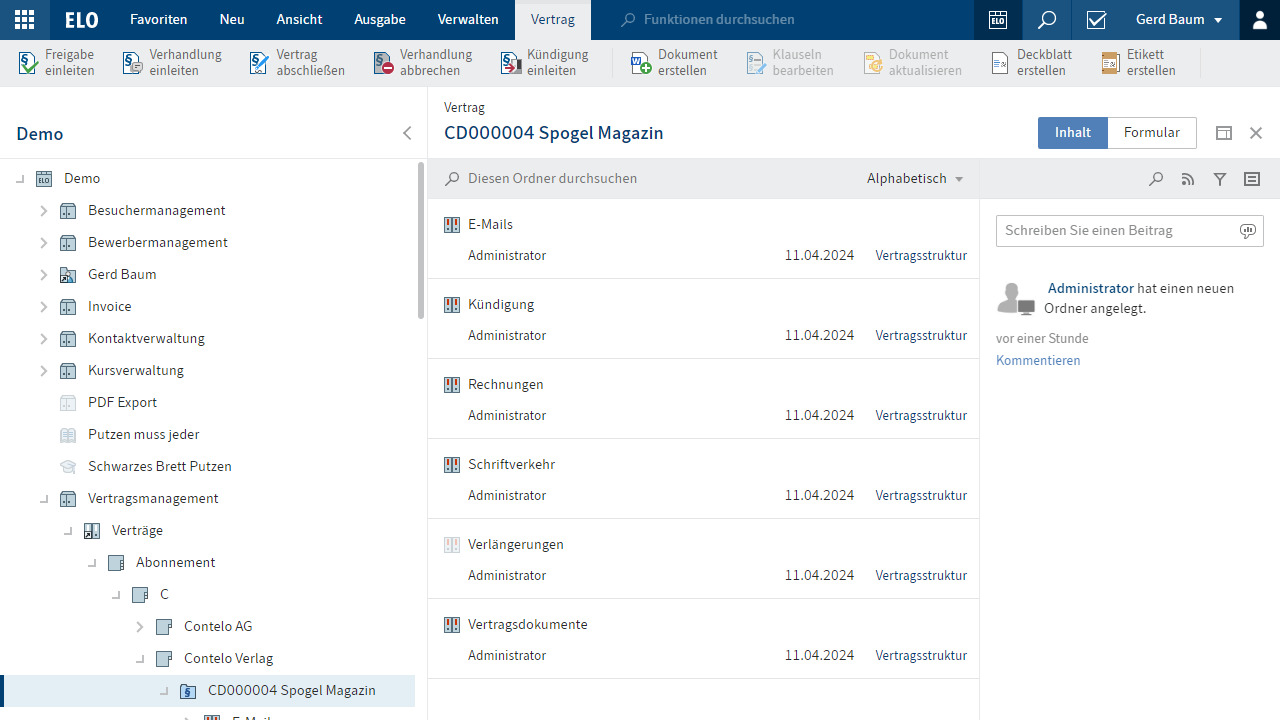 ELO Favoriten Neu Ansicht Ausgabe Verwalten Vertrag Funktionen durchsuchen ELO Gerd Baum
Freigabe einleiten
Verhandlung einleiten
Vertrag abschließen
Verhandlung abbrechen
Kündigung einleiten
Dokument erstellen
Klauseln bearbeiten
Dokument aktualisieren
Deckblatt erstellen
Etikett erstellen
Demo
Demo
Besuchermanagement
Bewerbermanagement
Gerd Baum
Invoice
Kontaktverwaltung
Kursverwaltung
PDF Export
Putzen muss jeder
Schwarzes Brett Putzen
Vertragsmanagement
Verträge
Abonnement
C
Contelo AG
Contelo Verlag
CD000004 Spogel Magazin
E-Mails
Vertrag
CD000004 Spogel Magazin
Inhalt Formular
Diesen Ordner durchsuchen Alphabetisch
E-Mails
Administrator 11.04.2024 Vertragsstruktur
Kündigung
Administrator 11.04.2024 Vertragsstruktur
Rechnungen
Administrator 11.04.2024 Vertragsstruktur
Schriftverkehr
Administrator 11.04.2024 Vertragsstruktur
Verlängerungen
Administrator 11.04.2024 Vertragsstruktur
Vertragsdokumente
Administrator 11.04.2024 Vertragsstruktur
Schreiben Sie einen Beitrag
Administrator hat einen neuen
Ordner angelegt.
vor einer Stunde
Kommentieren